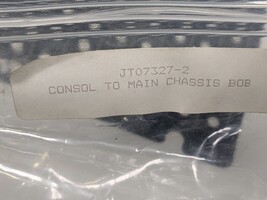 JT07327-2
CONSOL TO MAIN CHASSIS BOB